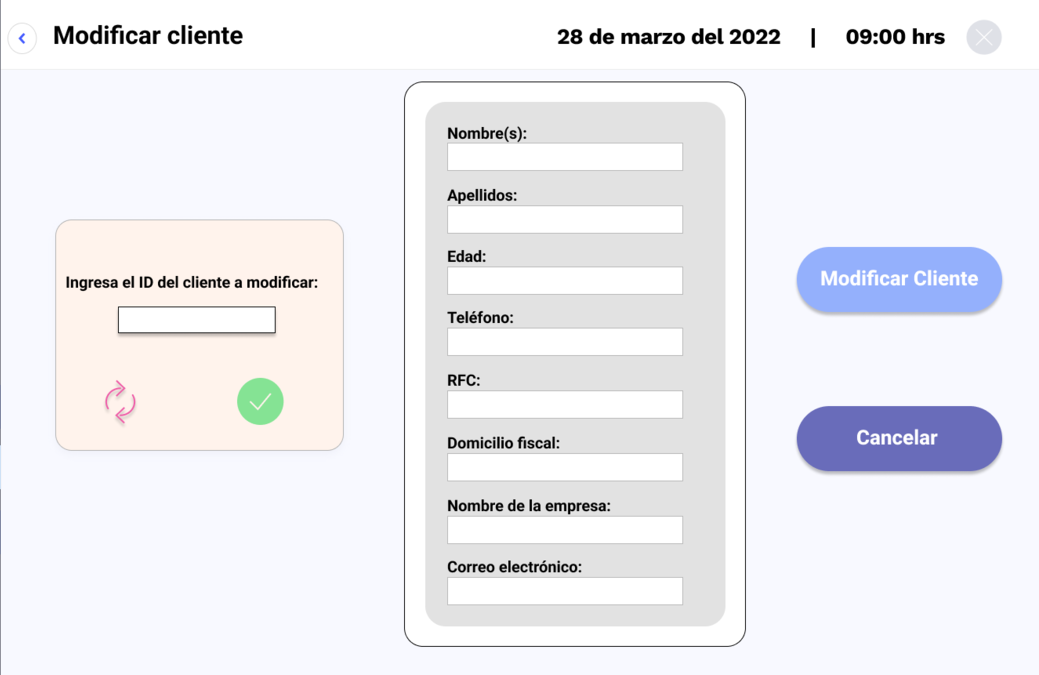 Modificar cliente
28 de marzo del 2022 | 09:00 hrs
Ingresa el ID del cliente a modificar:
Nombre(s):
Apellidos:
Edad:
Teléfono:
RFC:
Domicilio fiscal:
Nombre de la empresa:
Correo electrónico:
Modificar Cliente
Cancelar